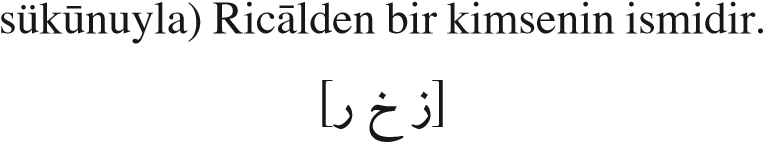 sükūnuyla) Ricālden bir kimsenin ismidir.
[ز خ ر]